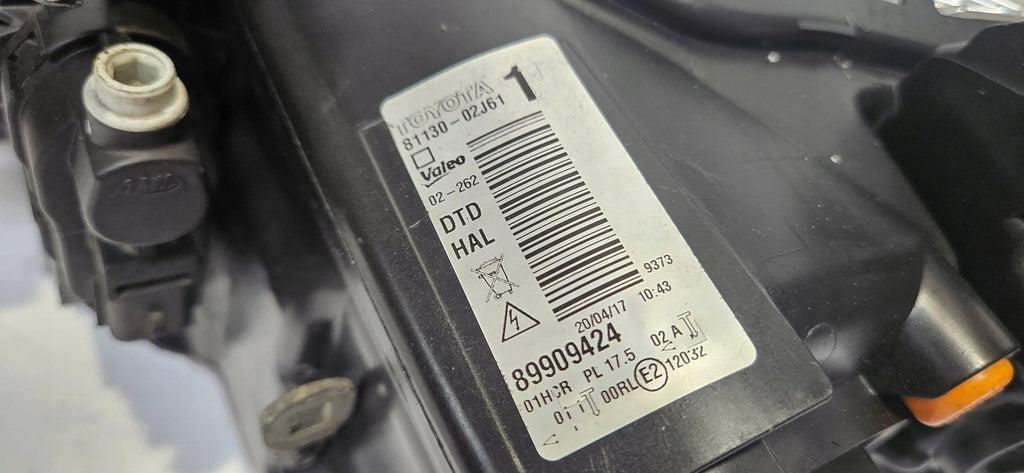 TOYOTA 1
81130-02J61
Valeo
02-262
DTD
HAL
9373
20/04/17 10:43
89909424
01HCR PL 17.5 02 A
00RL E2 12032